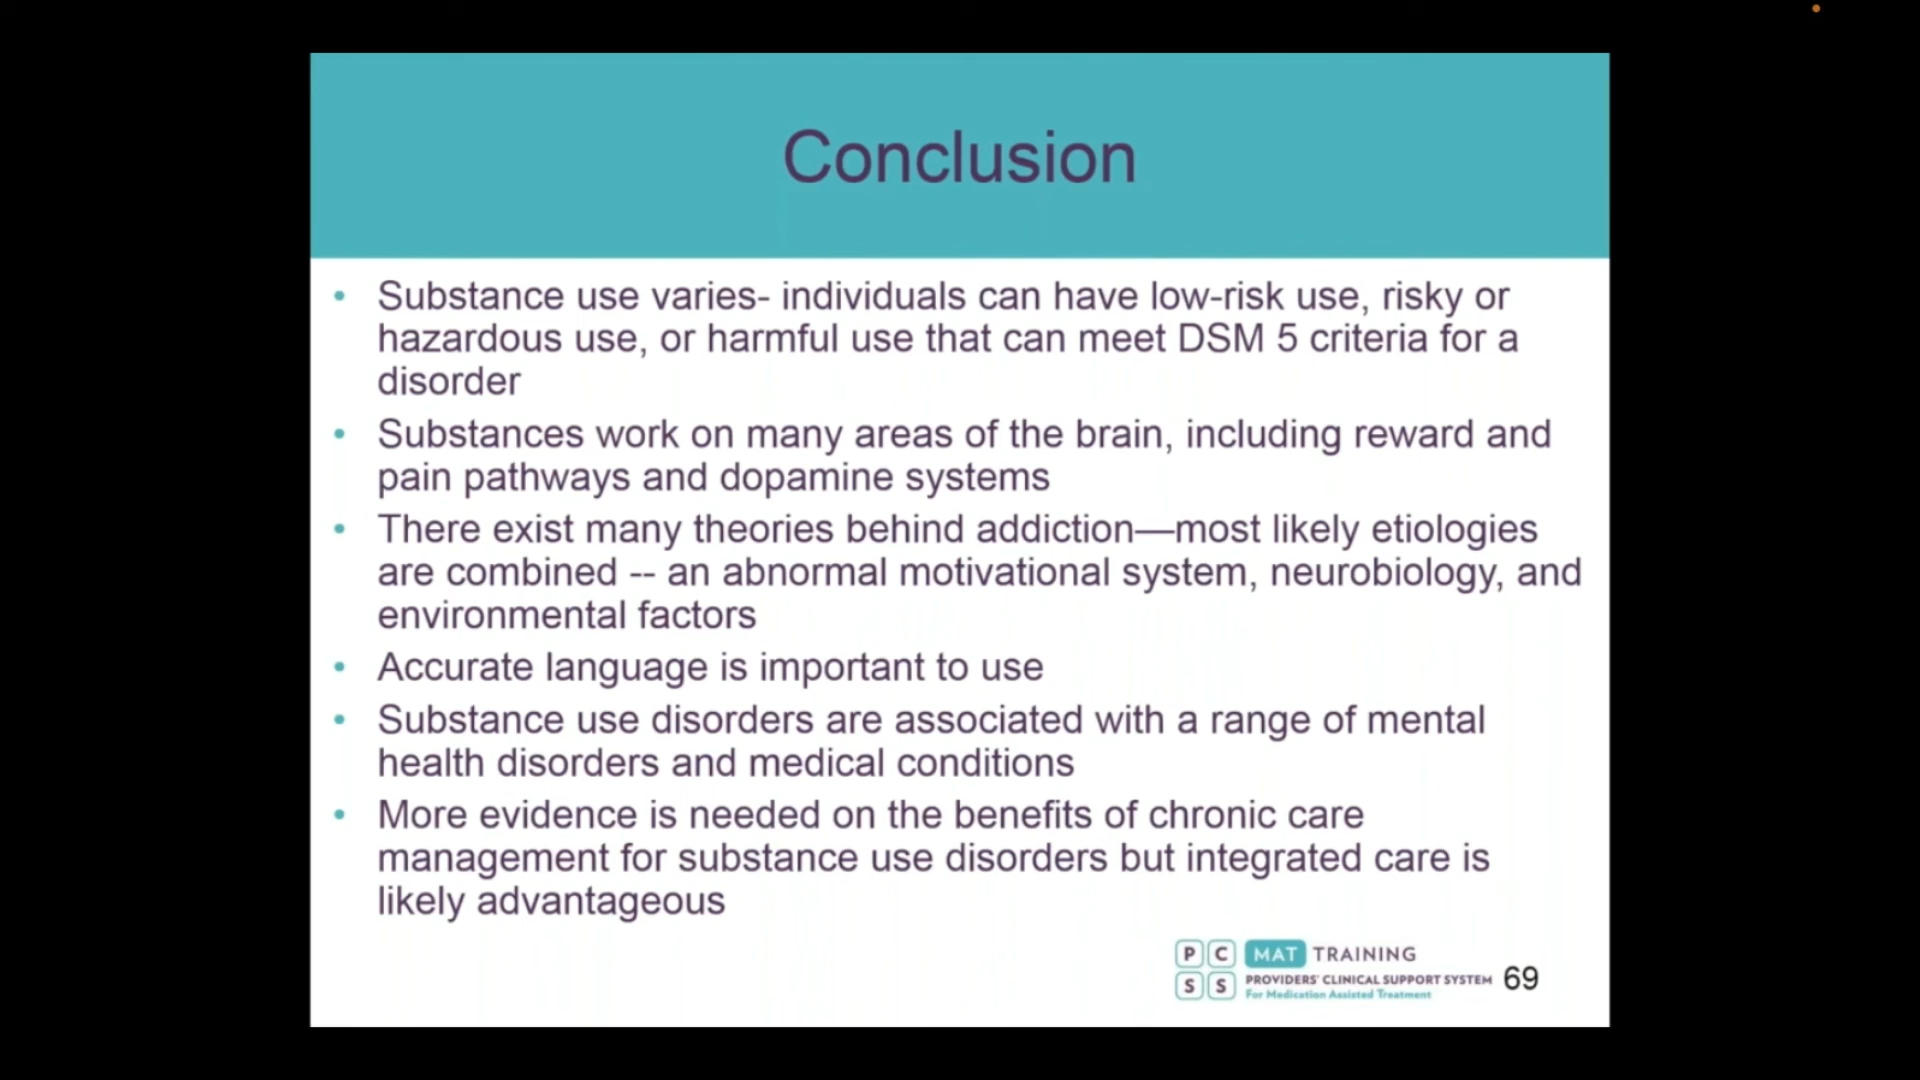 Conclusion
• Substance use varies- individuals can have low-risk use, risky or
hazardous use, or harmful use that can meet DSM 5 criteria for a
disorder
• Substances work on many areas of the brain, including reward and
pain pathways and dopamine systems
• There exist many theories behind addiction—most likely etiologies
are combined -- an abnormal motivational system, neurobiology, and
environmental factors
• Accurate language is important to use
• Substance use disorders are associated with a range of mental
health disorders and medical conditions
• More evidence is needed on the benefits of chronic care
management for substance use disorders but integrated care is
likely advantageous
P C MAT TRAINING
S S PROVIDERS' CLINICAL SUPPORT SYSTEM 69
For Medication Assisted Treatment